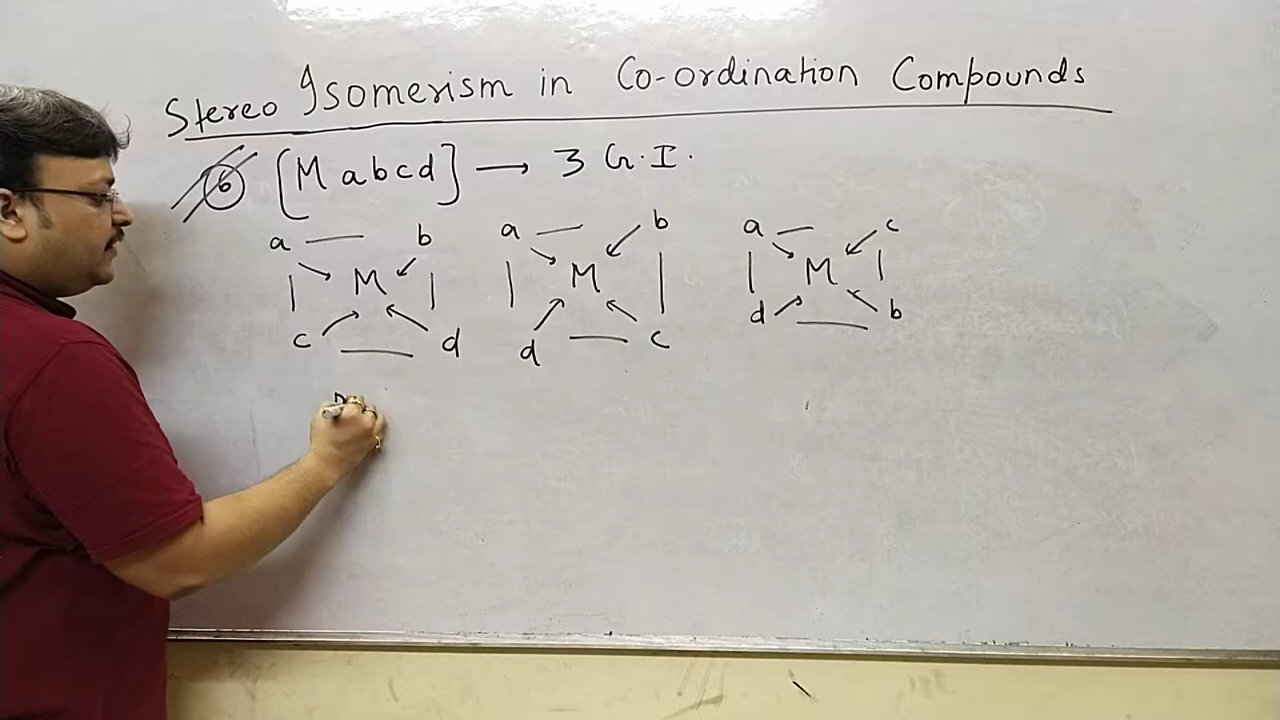 Stereo Isomerism in Co-ordination Compounds
6 [M a b c d] → 3 G.I.
a b a b a c
M M M
c d d c d b